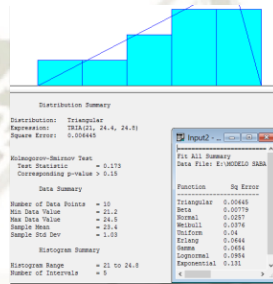 Distribution Summary
Distribution: Triangular
Expression: TRIA(21, 24.4, 24.8)
Square Error: 0.006445
Kolmogorov-Smirnov Test
Test Statistic = 0.173
Corresponding p-value > 0.15
Data Summary
Number of Data Points = 10
Min Data Value = 21.2
Max Data Value = 24.5
Sample Mean = 23.4
Sample Std Dev = 1.03
Histogram Summary
Histogram Range = 21 to 24.8
Number of Intervals = 5
Input2 -
Fit All Summary
Data File: E:\MODELO BABA
Function Sq Error
Triangular 0.00645
Beta 0.00779
Normal 0.0257
Weibull 0.0376
Uniform 0.04
Erlang 0.0644
Gamma 0.0654
Lognormal 0.0954
Exponential 0.131